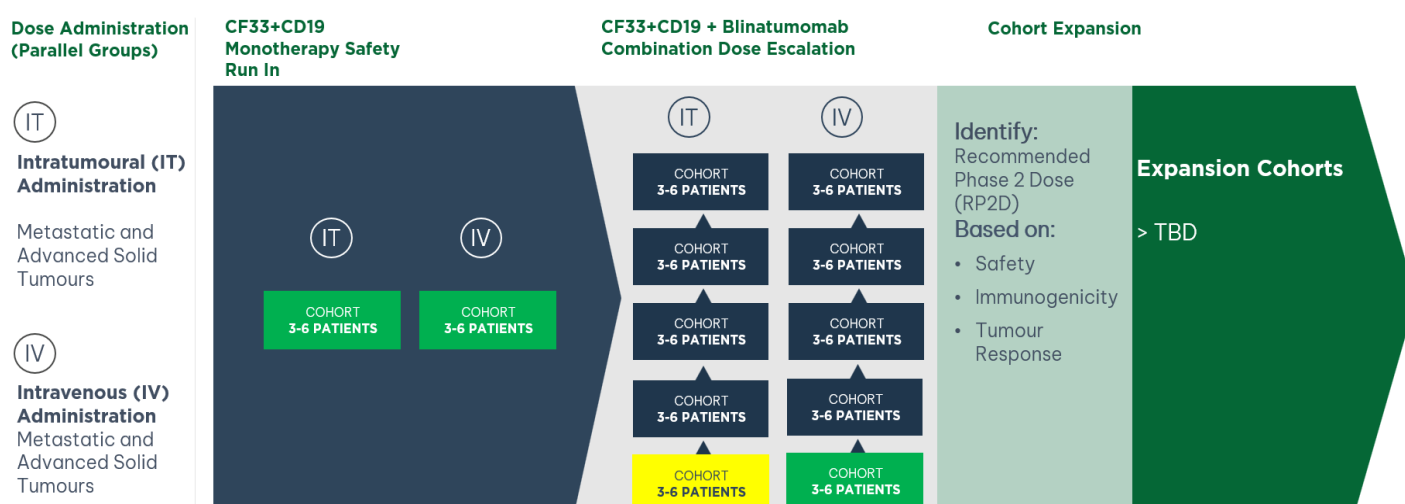 Dose Administration
(Parallel Groups)
CF33+CD19
Monotherapy Safety
Run In
CF33+CD19 + Blinatumomab
Combination Dose Escalation
Cohort Expansion
IT
Intratumoural (IT)
Administration
Metastatic and
Advanced Solid
Tumours
IV
Intravenous (IV)
Administration
Metastatic and
Advanced Solid
Tumours
IT
COHORT
3-6 PATIENTS
IV
COHORT
3-6 PATIENTS
IT
COHORT
3-6 PATIENTS
COHORT
3-6 PATIENTS
COHORT
3-6 PATIENTS
COHORT
3-6 PATIENTS
COHORT
3-6 PATIENTS
IV
COHORT
3-6 PATIENTS
COHORT
3-6 PATIENTS
COHORT
3-6 PATIENTS
COHORT
3-6 PATIENTS
COHORT
3-6 PATIENTS
Identify:
Recommended
Phase 2 Dose
(RP2D)
Based on:
• Safety
• Immunogenicity
• Tumour
Response
Expansion Cohorts
> TBD